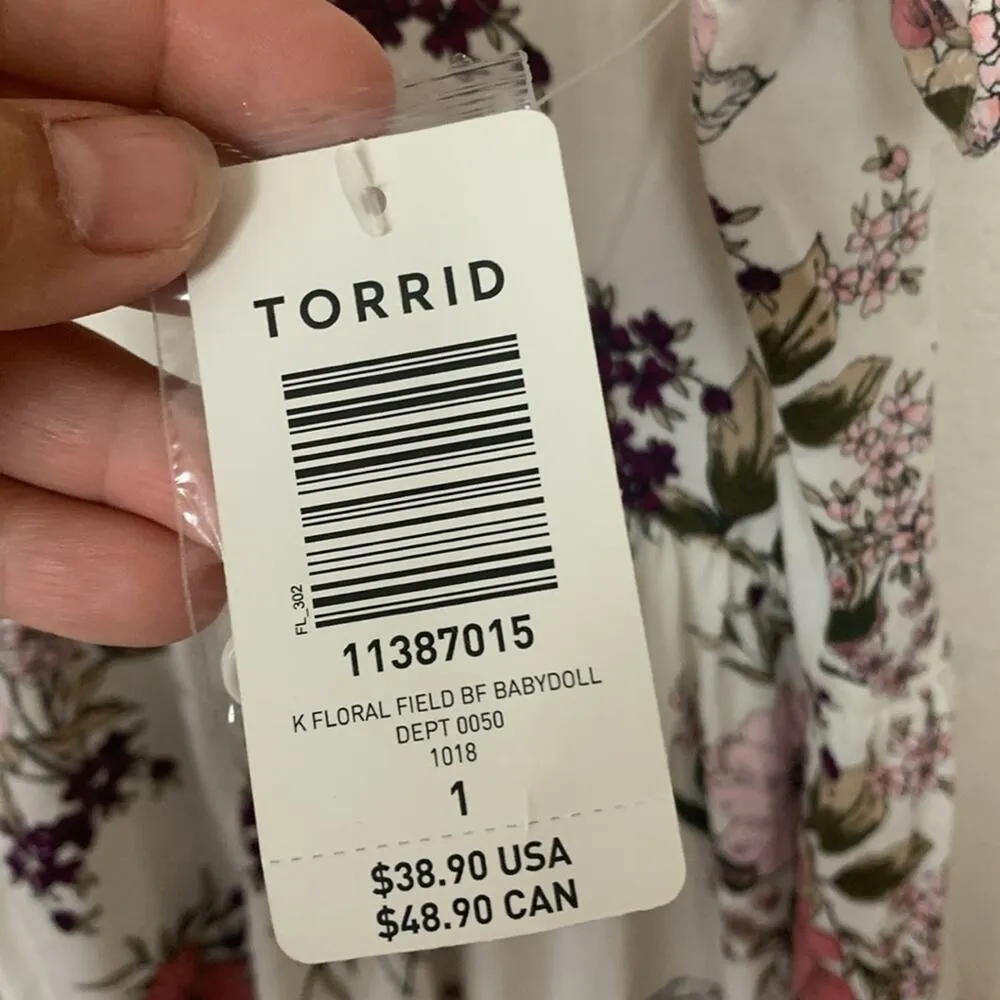 TORRID
FL_302
11387015
K FLORAL FIELD BF BABYDOLL
DEPT 0050
1018
1
$38.90 USA
$48.90 CAN